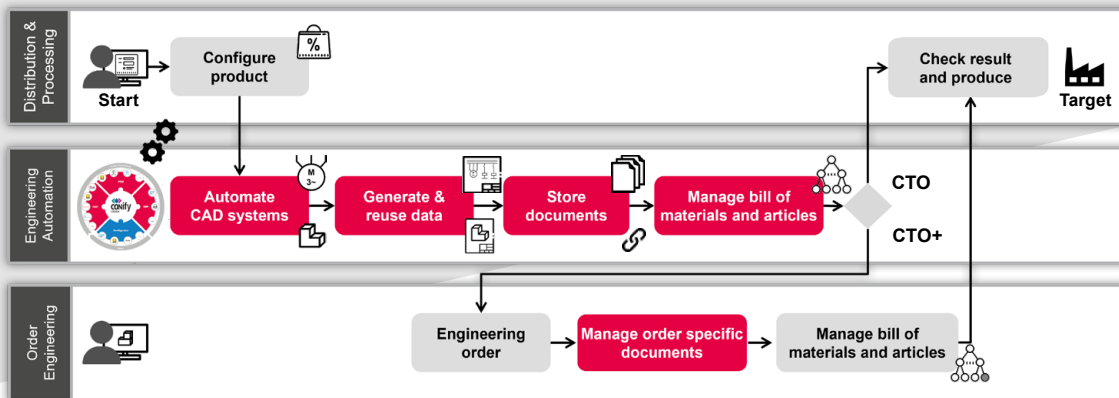 Distribution &
Processing
Start
Configure
product
%
Check result
and produce
Target
Engineering
Automation
CONify
Automate
CAD systems
M
3~
Generate &
reuse data
Store
documents
Manage bill of
materials and articles
CTO
CTO+
Order
Engineering
Engineering
order
Manage order specific
documents
Manage bill of
materials and articles